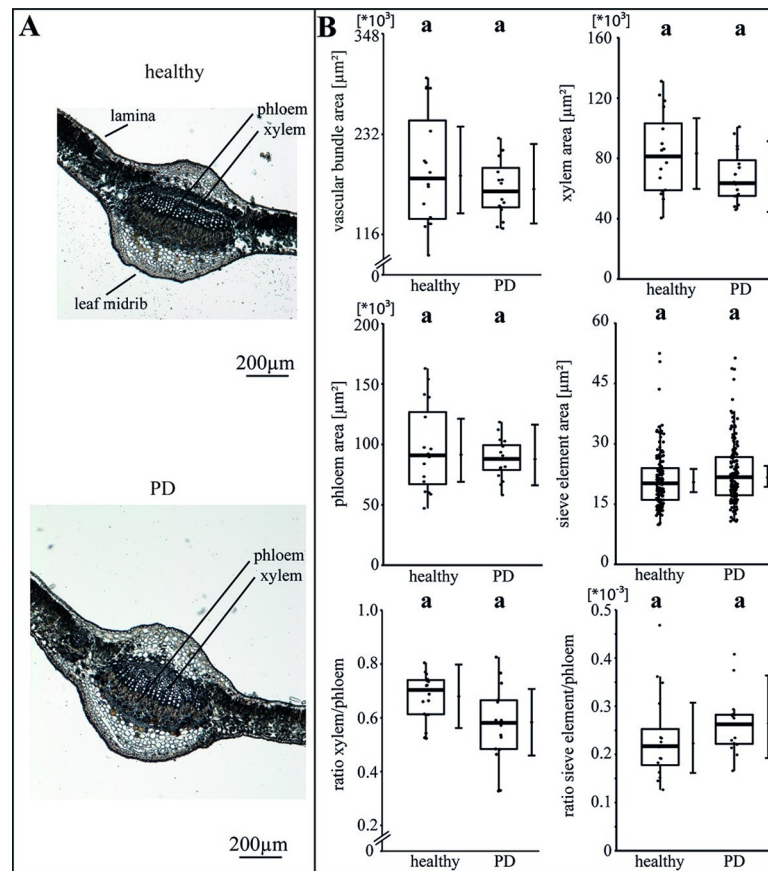 A
healthy
lamina
phloem
xylem
leaf midrib
200µm
PD
phloem
xylem
200µm
B
[*10³]
a a
348
232
116
0
vascular bundle area [µm²]
healthy PD
[*10³]
a a
160
120
80
40
0
xylem area [µm²]
healthy PD
[*10³]
a a
200
150
100
50
0
phloem area [µm²]
healthy PD
a a
60
45
30
15
0
sieve element area [µm²]
healthy PD
a a
1.0
0.8
0.6
0.4
0.2
0
ratio xylem/phloem
healthy PD
[*10⁻³]
a a
0.5
0.4
0.3
0.2
0.1
0
ratio sieve element/phloem
healthy PD